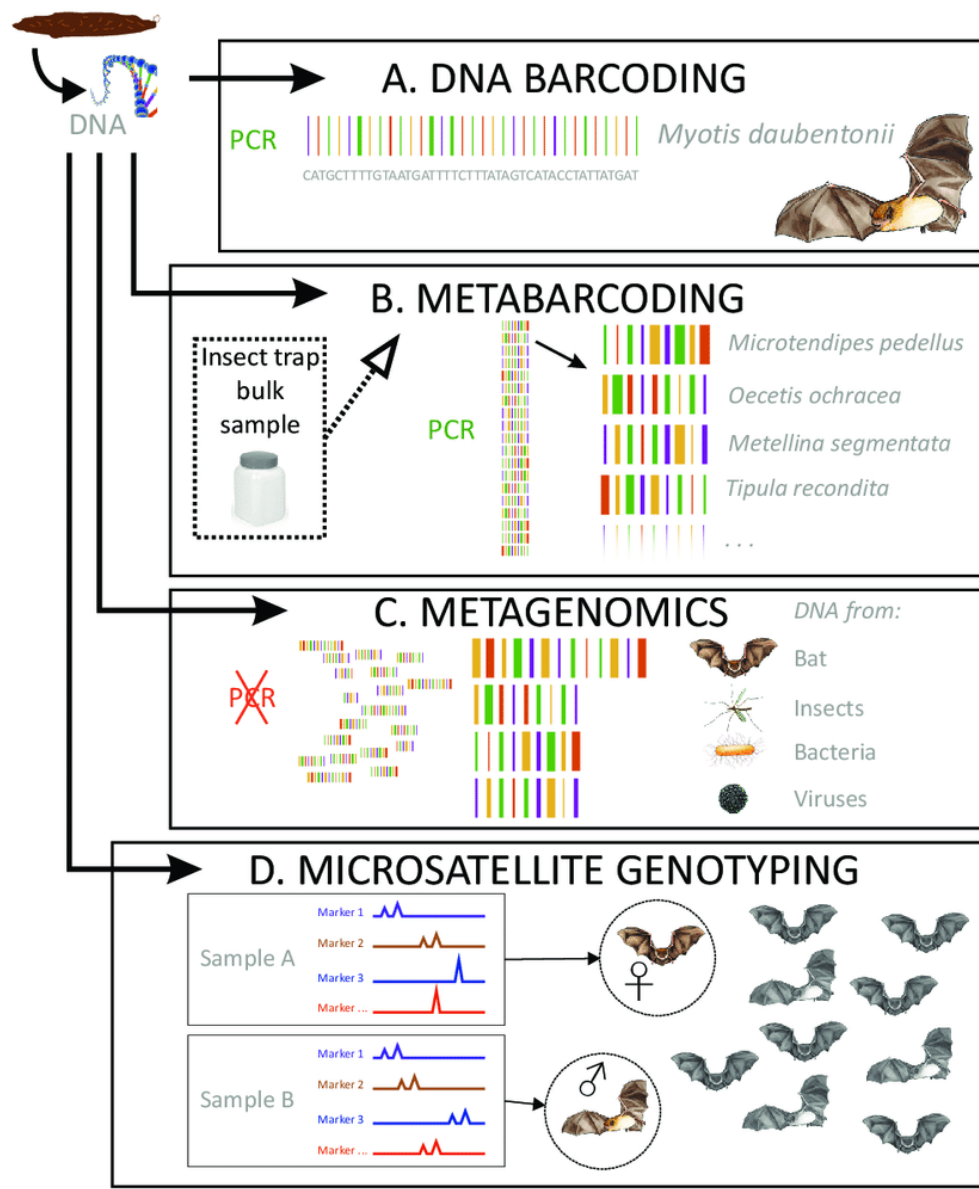 DNA
A. DNA BARCODING
PCR
Myotis daubentonii
CATGCTTTTGTAATGATTTTCTTTATAGTCATACCTATTATGAT
B. METABARCODING
Insect trap
bulk
sample
PCR
Microtendipes pedellus
Oecetis ochracea
Metellina segmentata
Tipula recondita
. . .
C. METAGENOMICS
DNA from:
PCR
Bat
Insects
Bacteria
Viruses
D. MICROSATELLITE GENOTYPING
Sample A
Marker 1
Marker 2
Marker 3
Marker ...
♀
Sample B
Marker 1
Marker 2
Marker 3
Marker ...
♂